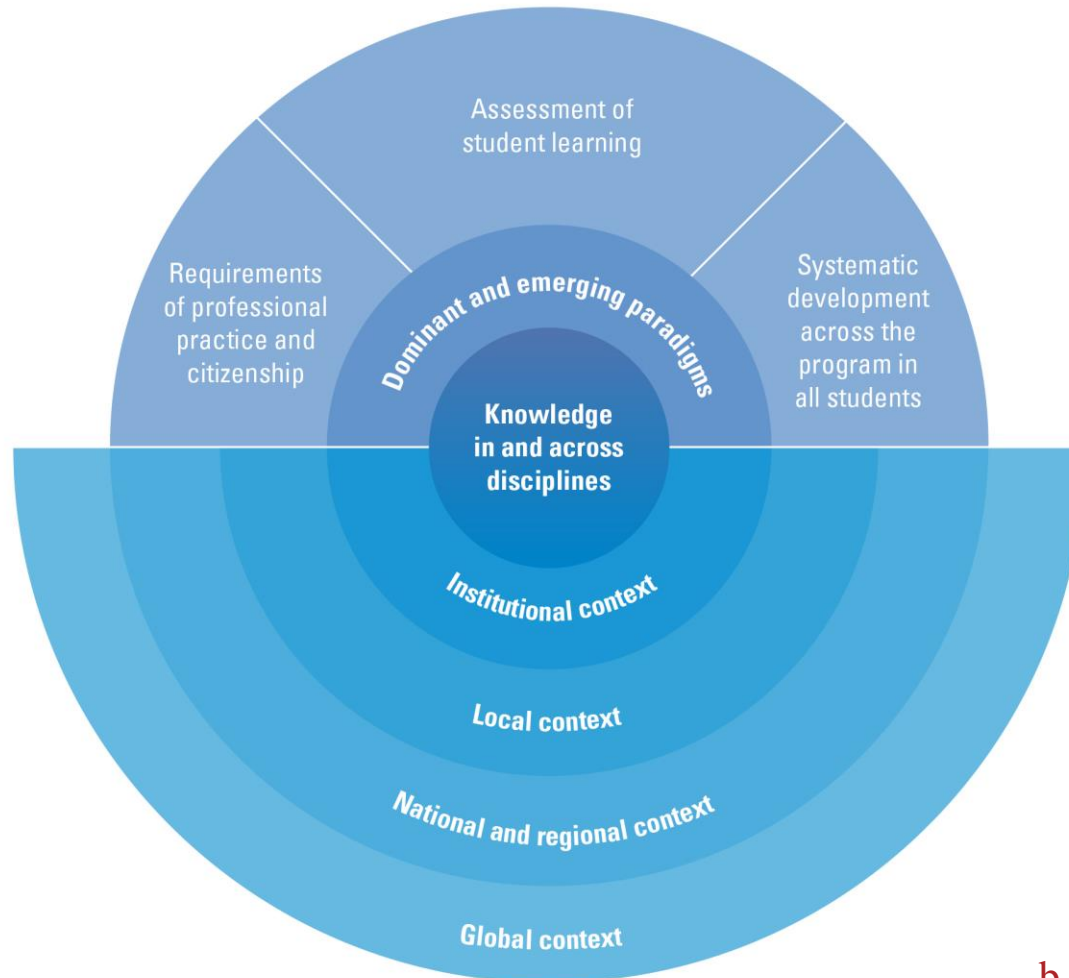 Assessment of
student learning
Requirements
of professional
practice and
citizenship
Dominant and emerging paradigms
Systematic
development
across the
program in
all students
Knowledge
in and across
disciplines
Institutional context
Local context
National and regional context
Global context
b